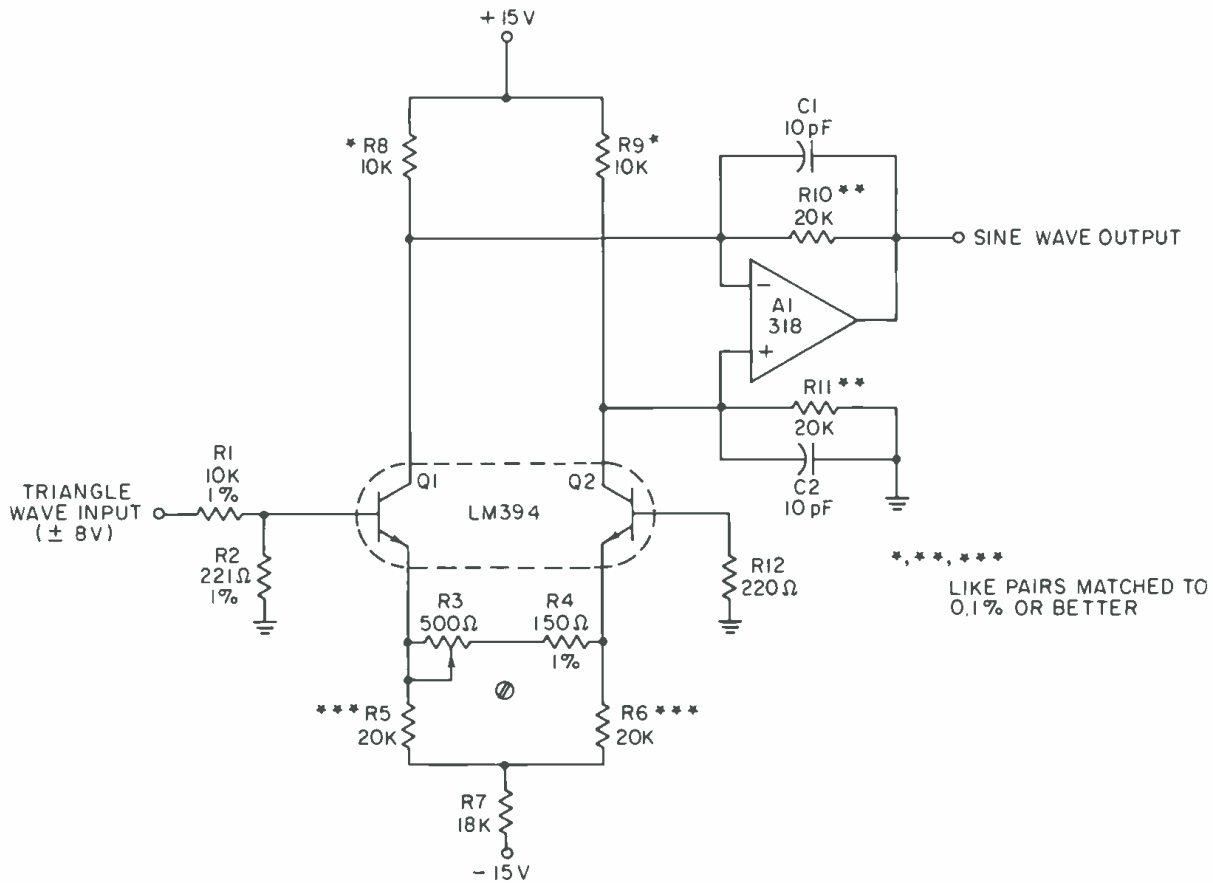 +15V
* R8
10K
R9 *
10K
C1
10pF
R10 **
20K
SINE WAVE OUTPUT
−
A1
318
+
R11 **
20K
C2
10pF
Q1
Q2
LM394
R1
10K
1%
TRIANGLE
WAVE INPUT
(± 8V)
R2
221Ω
1%
R12
220Ω
*,**,***
LIKE PAIRS MATCHED TO
0.1% OR BETTER
R3
500Ω
R4
150Ω
1%
*** R5
20K
R6 ***
20K
R7
18K
−15V